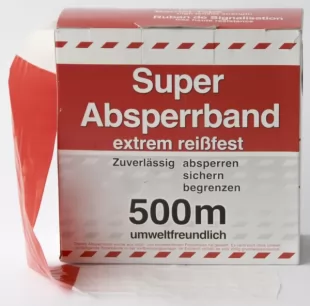 Ruban de Signalisation
Super
Absperrband
extrem reißfest
Zuverlässig absperren
sichern
begrenzen
500m
umweltfreundlich